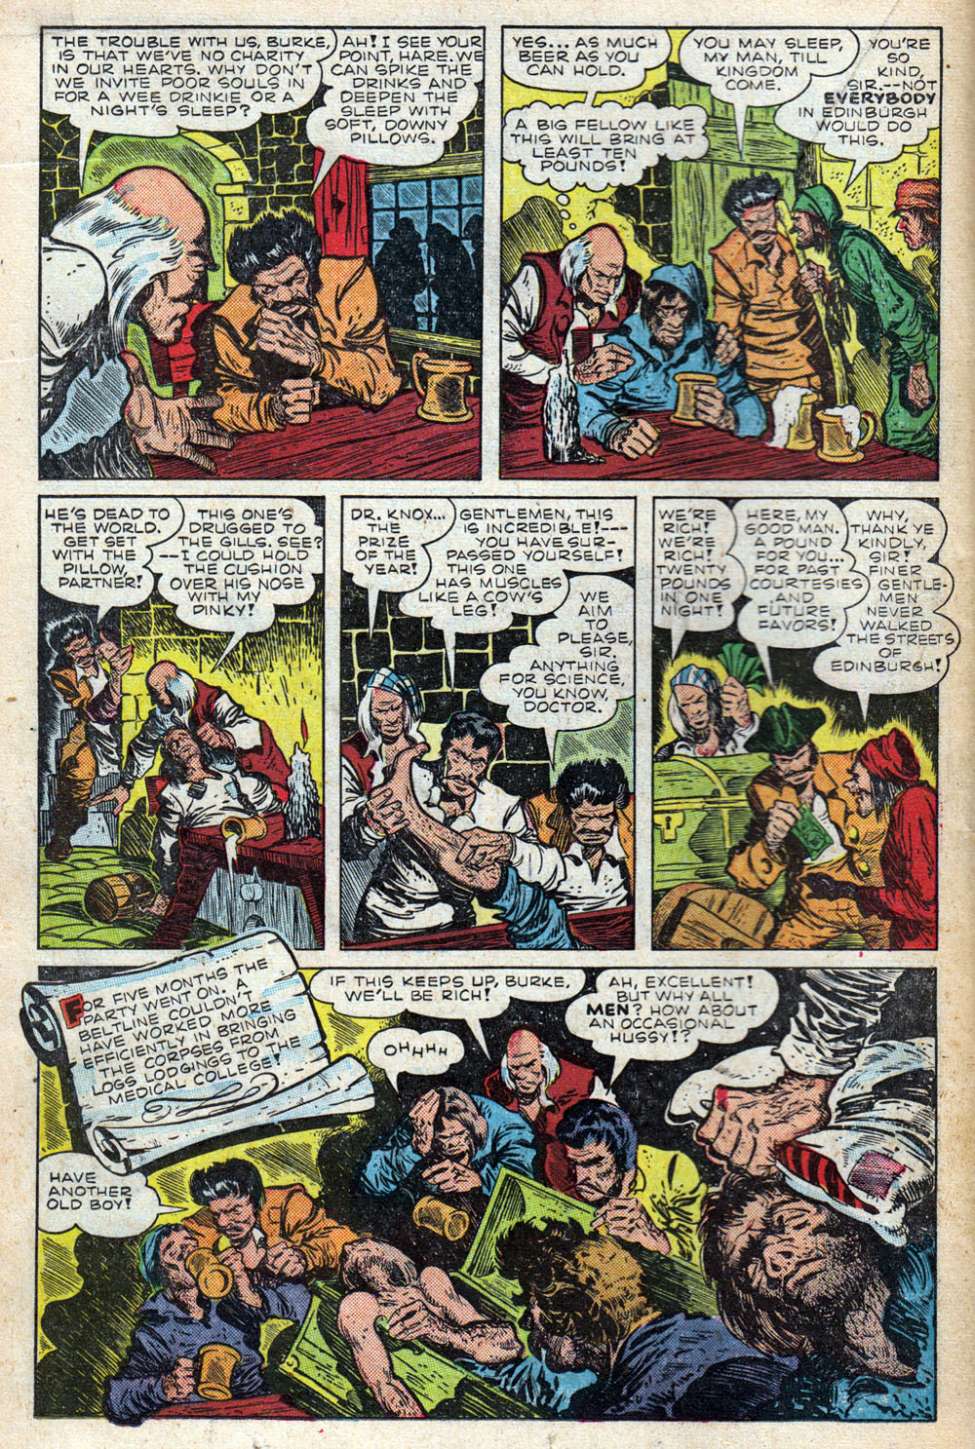 THE TROUBLE WITH US, BURKE,
IS THAT WE'VE NO CHARITY
IN OUR HEARTS. WHY DON'T
WE INVITE POOR SOULS IN
FOR A WEE DRINKIE OR A
NIGHT'S SLEEP?
AH! I SEE YOUR
POINT, HARE. WE
CAN SPIKE THE
DRINKS AND
DEEPEN THE
SLEEP WITH
SOFT, DOWNY
PILLOWS.
YES... AS MUCH
BEER AS YOU
CAN HOLD.
A BIG FELLOW LIKE
THIS WILL BRING AT
LEAST TEN
POUNDS!
YOU MAY SLEEP,
MY MAN, TILL
KINGDOM
COME.
YOU'RE
SO
KIND,
SIR.--NOT
EVERYBODY
IN EDINBURGH
WOULD DO
THIS.
HE'S DEAD TO
THE WORLD.
GET SET
WITH THE
PILLOW,
PARTNER!
THIS ONE'S
DRUGGED TO
THE GILLS. SEE?
--I COULD HOLD
THE CUSHION
OVER HIS NOSE
WITH MY
PINKY!
DR. KNOX...
THE
PRIZE
OF THE
YEAR!
GENTLEMEN, THIS
IS INCREDIBLE!---
YOU HAVE SUR-
PASSED YOURSELF!
THIS ONE
HAS MUSCLES
LIKE A COW'S
LEG!
WE
AIM
TO
PLEASE,
SIR.
ANYTHING
FOR SCIENCE,
YOU KNOW,
DOCTOR.
WE'RE
RICH!
WE'RE
RICH!
TWENTY
POUNDS
IN ONE
NIGHT!
HERE, MY
GOOD MAN.
A POUND
FOR YOU...
FOR PAST
COURTESIES
AND
FUTURE
FAVORS!
WHY,
THANK YE
KINDLY,
SIR!
FINER
GENTLE-
MEN
NEVER
WALKED
THE STREETS
OF
EDINBURGH!
FOR FIVE MONTHS THE
PARTY WENT ON. A
BELTLINE COULDN'T
HAVE WORKED MORE
EFFICIENTLY IN BRINGING
THE CORPSES FROM
LOGS LODGINGS TO THE
MEDICAL COLLEGE!
IF THIS KEEPS UP, BURKE,
WE'LL BE RICH!
AH, EXCELLENT!
BUT WHY ALL
MEN? HOW ABOUT
AN OCCASIONAL
HUSSY!?
OHHHH
HAVE
ANOTHER
OLD BOY!